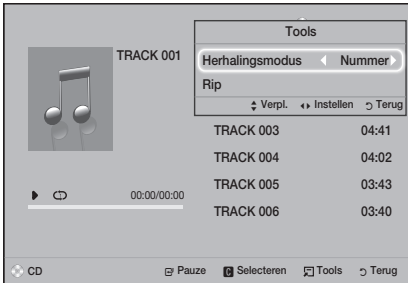 Tools
TRACK 001
Herhalingsmodus Nummer
Rip
Verpl. Instellen Terug
TRACK 003 04:41
TRACK 004 04:02
TRACK 005 03:43
00:00/00:00
TRACK 006 03:40
CD Pauze C Selecteren Tools Terug